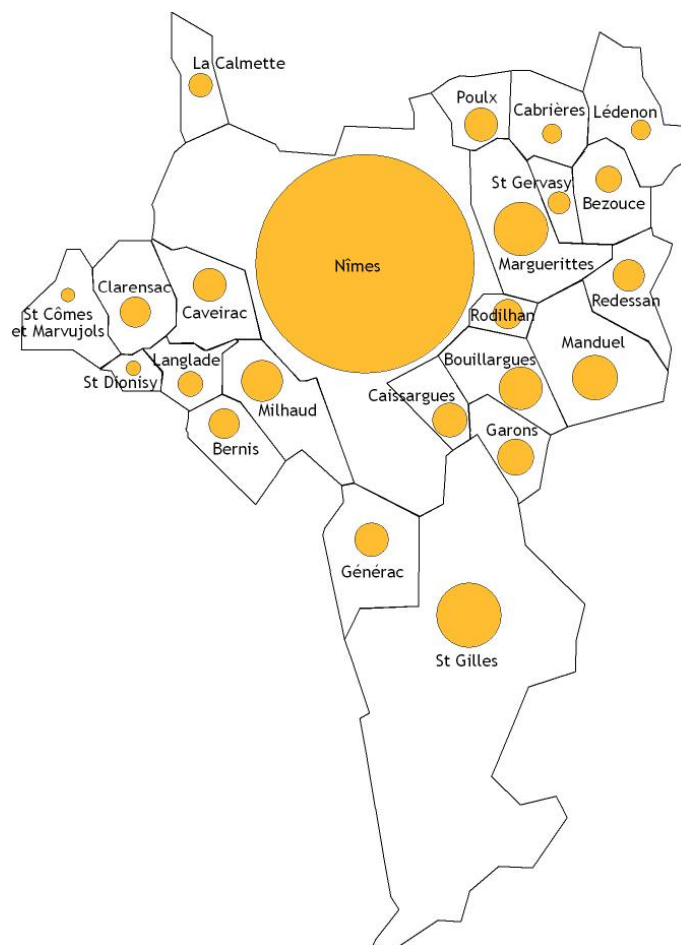 La Calmette
Poulx
Cabrières
Lédenon
St Gervasy
Bezouce
Nîmes
Marguerittes
Clarensac
Caveirac
Redessan
St Cômes
et Marvujols
Rodilhan
Manduel
Langlade
Bouillargues
St Dionisy
Milhaud
Caissargues
Bernis
Garons
Générac
St Gilles